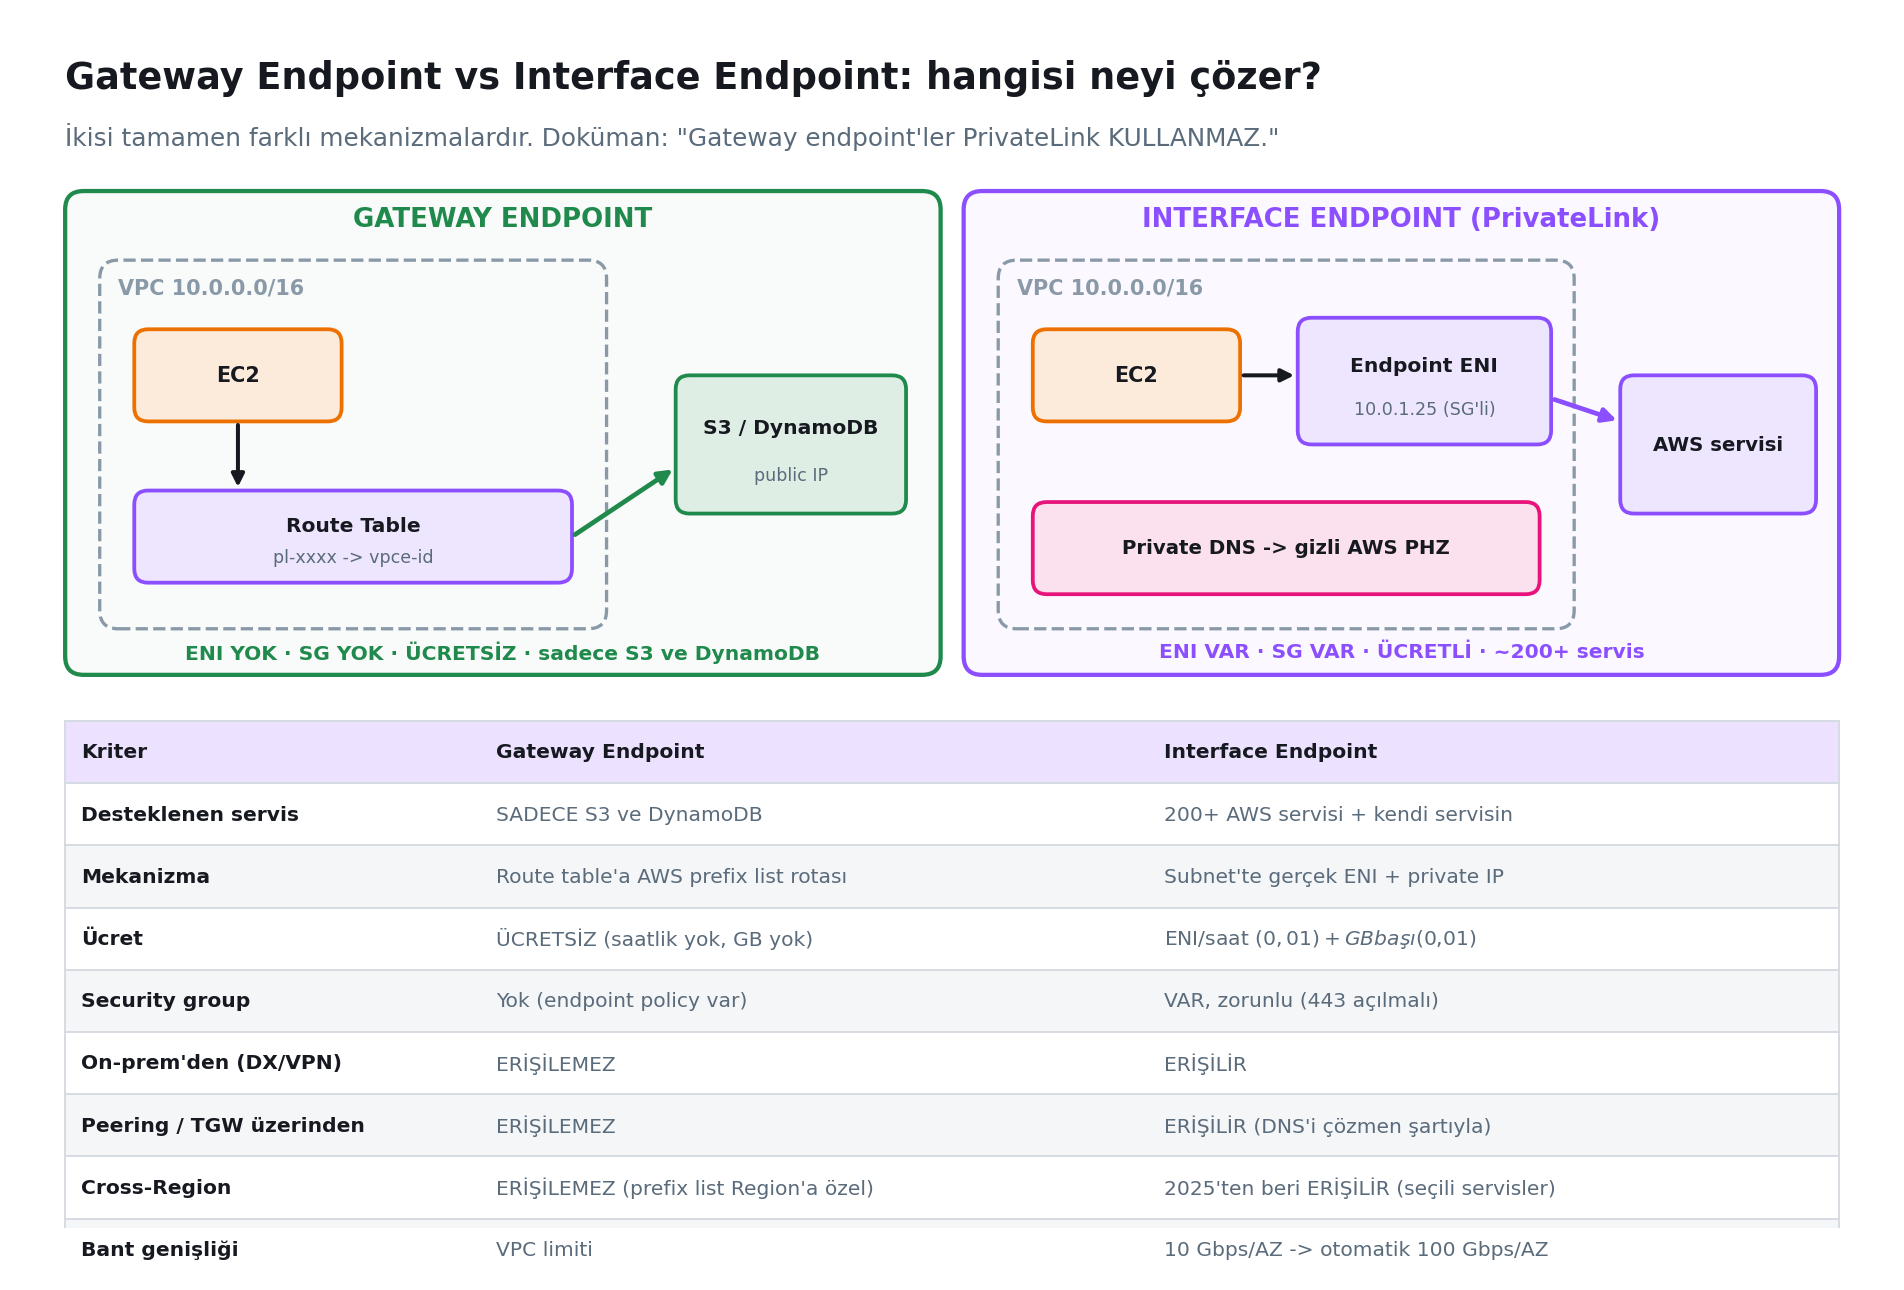 Gateway Endpoint vs Interface Endpoint: hangisi neyi çözer?
İkisi tamamen farklı mekanizmalardır. Doküman: "Gateway endpoint'ler PrivateLink KULLANMAZ."
GATEWAY ENDPOINT
VPC 10.0.0.0/16
EC2
Route Table
pl-xxxx -> vpce-id
S3 / DynamoDB
public IP
ENI YOK · SG YOK · ÜCRETSİZ · sadece S3 ve DynamoDB
INTERFACE ENDPOINT (PrivateLink)
VPC 10.0.0.0/16
EC2
Endpoint ENI
10.0.1.25 (SG'li)
AWS servisi
Private DNS -> gizli AWS PHZ
ENI VAR · SG VAR · ÜCRETLİ · ~200+ servis
Kriter Gateway Endpoint Interface Endpoint
Desteklenen servis SADECE S3 ve DynamoDB 200+ AWS servisi + kendi servisin
Mekanizma Route table'a AWS prefix list rotası Subnet'te gerçek ENI + private IP
Ücret ÜCRETSİZ (saatlik yok, GB yok) ENI/saat (0, 01) + GBbaşı(0,01)
Security group Yok (endpoint policy var) VAR, zorunlu (443 açılmalı)
On-prem'den (DX/VPN) ERİŞİLEMEZ ERİŞİLİR
Peering / TGW üzerinden ERİŞİLEMEZ ERİŞİLİR (DNS'i çözmen şartıyla)
Cross-Region ERİŞİLEMEZ (prefix list Region'a özel) 2025'ten beri ERİŞİLİR (seçili servisler)
Bant genişliği VPC limiti 10 Gbps/AZ -> otomatik 100 Gbps/AZ